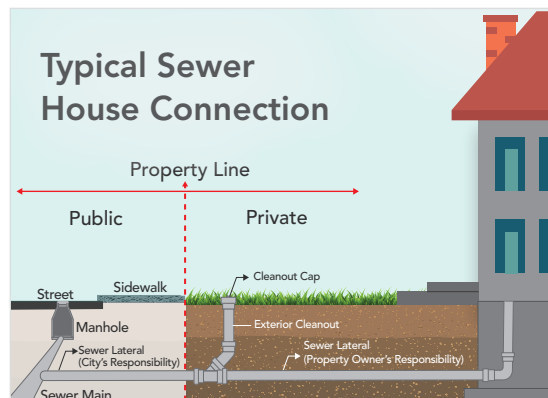 Typical Sewer
House Connection
Property Line
Public
Private
Cleanout Cap
Sidewalk
Street
Manhole
Exterior Cleanout
Sewer Lateral
(City's Responsibility)
Sewer Lateral
(Property Owner's Responsibility)
Sewer Main